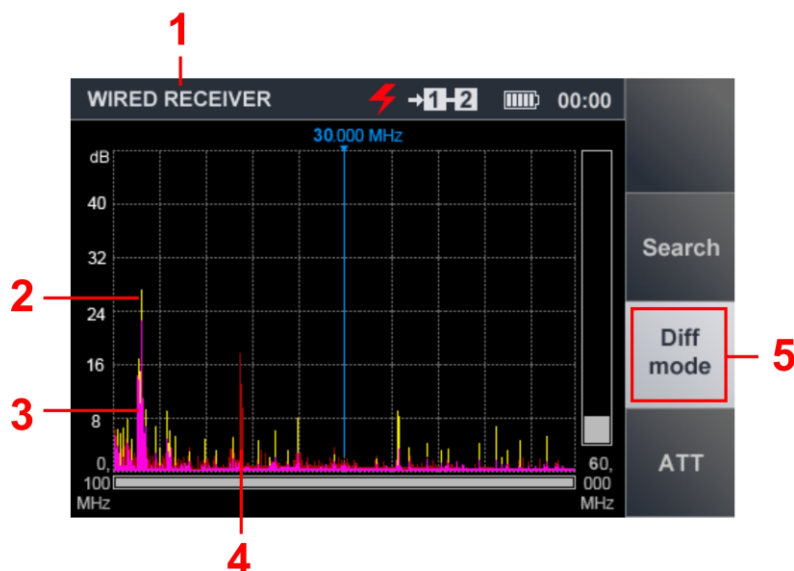 1
WIRED RECEIVER →1-2 00:00
30.000 MHz
dB
40
32
Search
2
24
Diff
mode
5
16
3
8
0,
100
MHz
60,
000
MHz
ATT
4